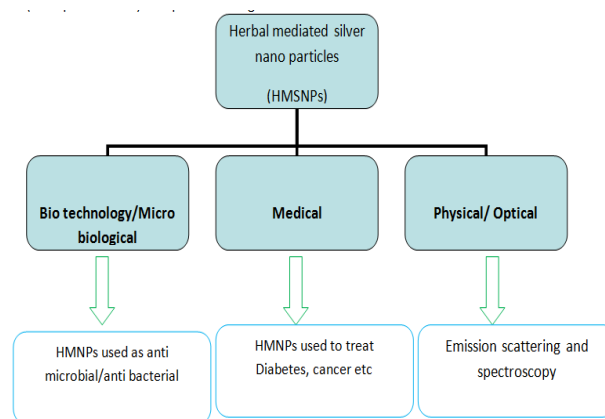 Herbal mediated silver
nano particles
(HMSNPs)
Bio technology/Micro
biological
Medical
Physical/ Optical
HMNPs used as anti
microbial/anti bacterial
HMNPs used to treat
Diabetes, cancer etc
Emission scattering and
spectroscopy